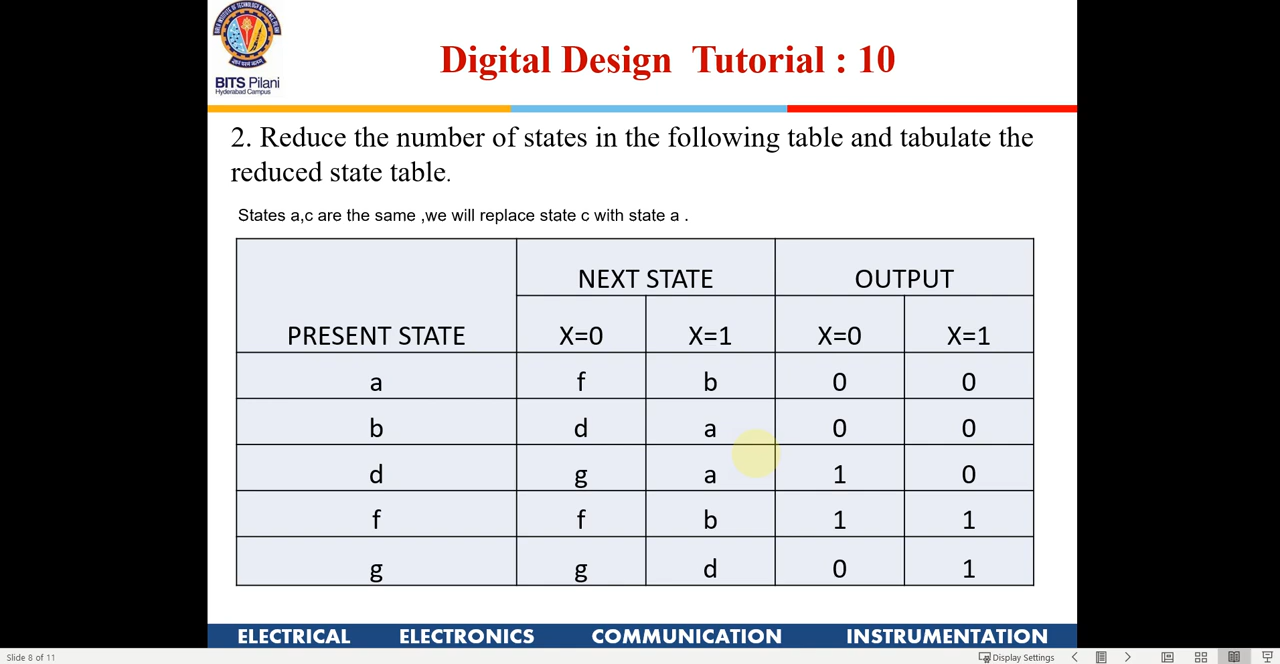 BITS Pilani
Hyderabad Campus
Digital Design Tutorial : 10
2. Reduce the number of states in the following table and tabulate the
reduced state table.
States a,c are the same ,we will replace state c with state a .
NEXT STATE OUTPUT
PRESENT STATE X=0 X=1 X=0 X=1
a f b 0 0
b d a 0 0
d g a 1 0
f f b 1 1
g g d 0 1
ELECTRICAL ELECTRONICS COMMUNICATION INSTRUMENTATION
Slide 8 of 11 Display Settings